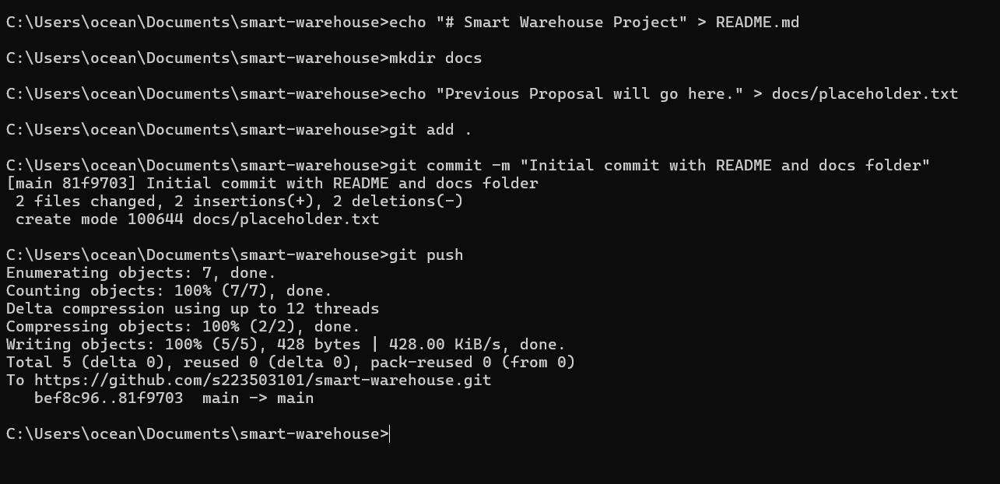 C:\Users\ocean\Documents\smart-warehouse>echo "# Smart Warehouse Project" > README.md
C:\Users\ocean\Documents\smart-warehouse>mkdir docs
C:\Users\ocean\Documents\smart-warehouse>echo "Previous Proposal will go here." > docs/placeholder.txt
C:\Users\ocean\Documents\smart-warehouse>git add .
C:\Users\ocean\Documents\smart-warehouse>git commit -m "Initial commit with README and docs folder"
[main 81f9703] Initial commit with README and docs folder
 2 files changed, 2 insertions(+), 2 deletions(-)
 create mode 100644 docs/placeholder.txt
C:\Users\ocean\Documents\smart-warehouse>git push
Enumerating objects: 7, done.
Counting objects: 100% (7/7), done.
Delta compression using up to 12 threads
Compressing objects: 100% (2/2), done.
Writing objects: 100% (5/5), 428 bytes | 428.00 KiB/s, done.
Total 5 (delta 0), reused 0 (delta 0), pack-reused 0 (from 0)
To https://github.com/s223503101/smart-warehouse.git
   bef8c96..81f9703  main -> main
C:\Users\ocean\Documents\smart-warehouse>